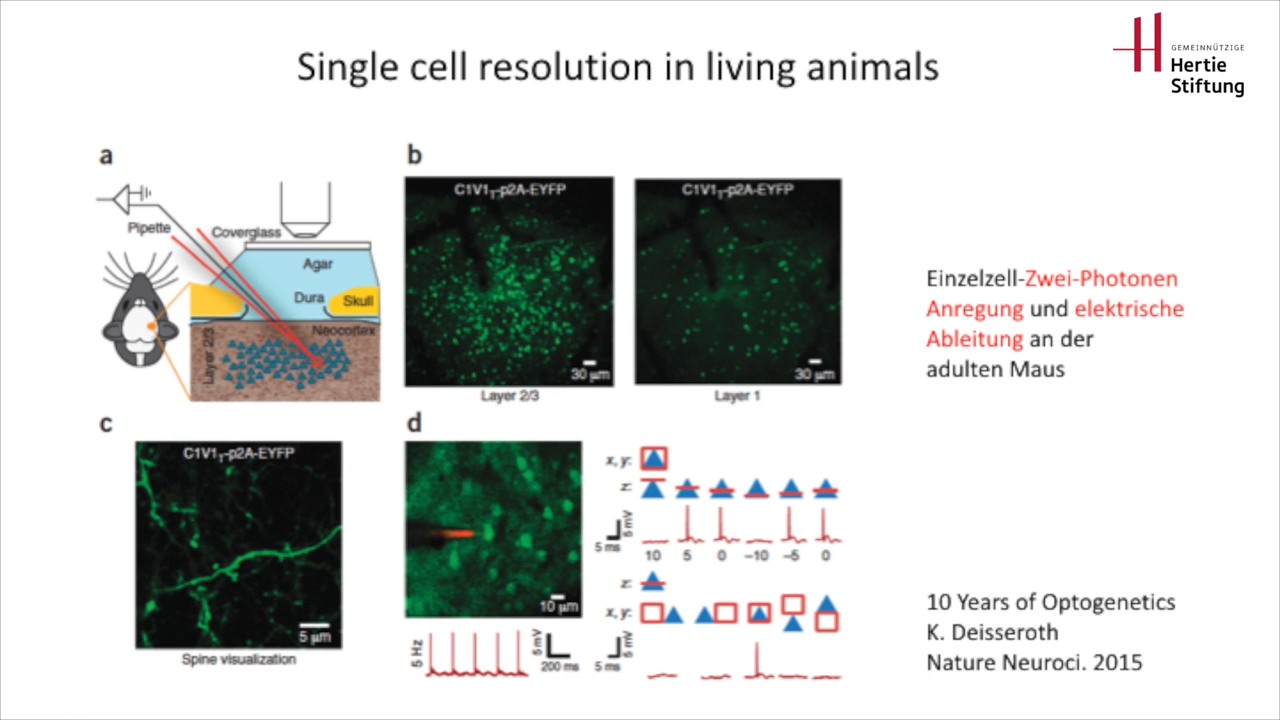 Single cell resolution in living animals
GEMEINNÜTZIGE
Hertie
Stiftung
a
Pipette
Coverglass
Agar
Dura
Skull
Neocortex
Layer 2/3
b
C1V1T-p2A-EYFP
30 µm
Layer 2/3
C1V1T-p2A-EYFP
30 µm
Layer 1
Einzelzell-Zwei-Photonen
Anregung und elektrische
Ableitung an der
adulten Maus
c
C1V1T-p2A-EYFP
5 µm
Spine visualization
d
10 µm
5 Hz
5 mV
200 ms
x, y:
z:
5 mV
5 ms
10 5 0 –10 –5 0
z:
x, y:
5 mV
5 ms
10 Years of Optogenetics
K. Deisseroth
Nature Neuroci. 2015